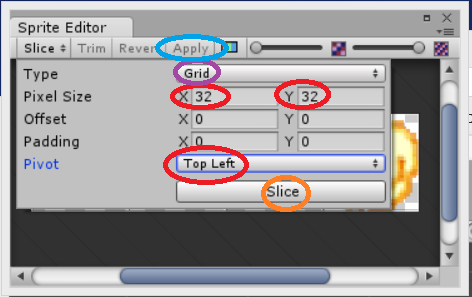 Sprite Editor
Slice Trim Rever Apply
Type Grid
Pixel Size X 32 Y 32
Offset X 0 Y 0
Padding X 0 Y 0
Pivot Top Left
Slice